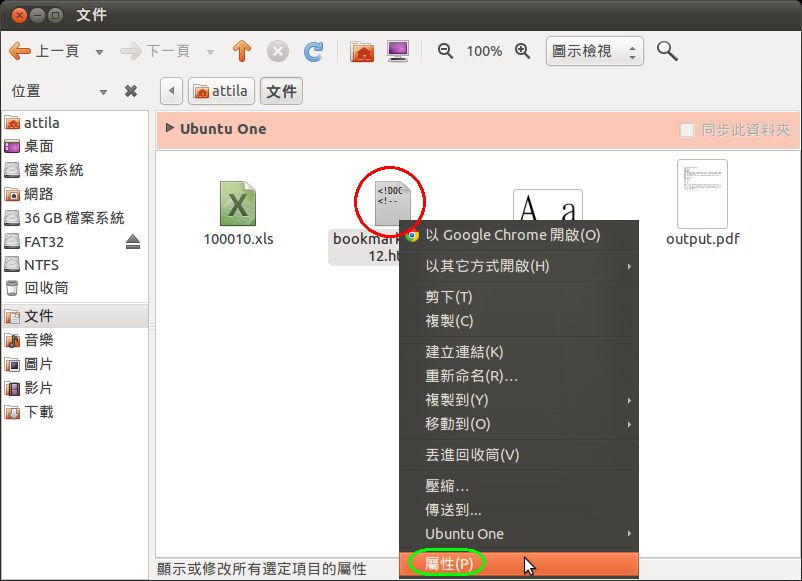 文件
上一頁
下一頁
100%
圖示檢視
位置
attila
文件
attila
桌面
檔案系統
網路
36 GB 檔案系統
FAT32
NTFS
回收筒
文件
音樂
圖片
影片
下載
Ubuntu One
同步此資料夾
100010.xls
<!DOC
<!--
bookmark
12.ht
A a
output.pdf
以 Google Chrome 開啟(O)
以其它方式開啟(H)
剪下(T)
複製(C)
建立連結(K)
重新命名(R)...
複製到(Y)
移動到(O)
丟進回收筒(V)
壓縮...
傳送到...
Ubuntu One
屬性(P)
顯示或修改所有選定項目的屬性